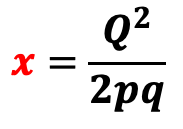 x = Q²/2pq